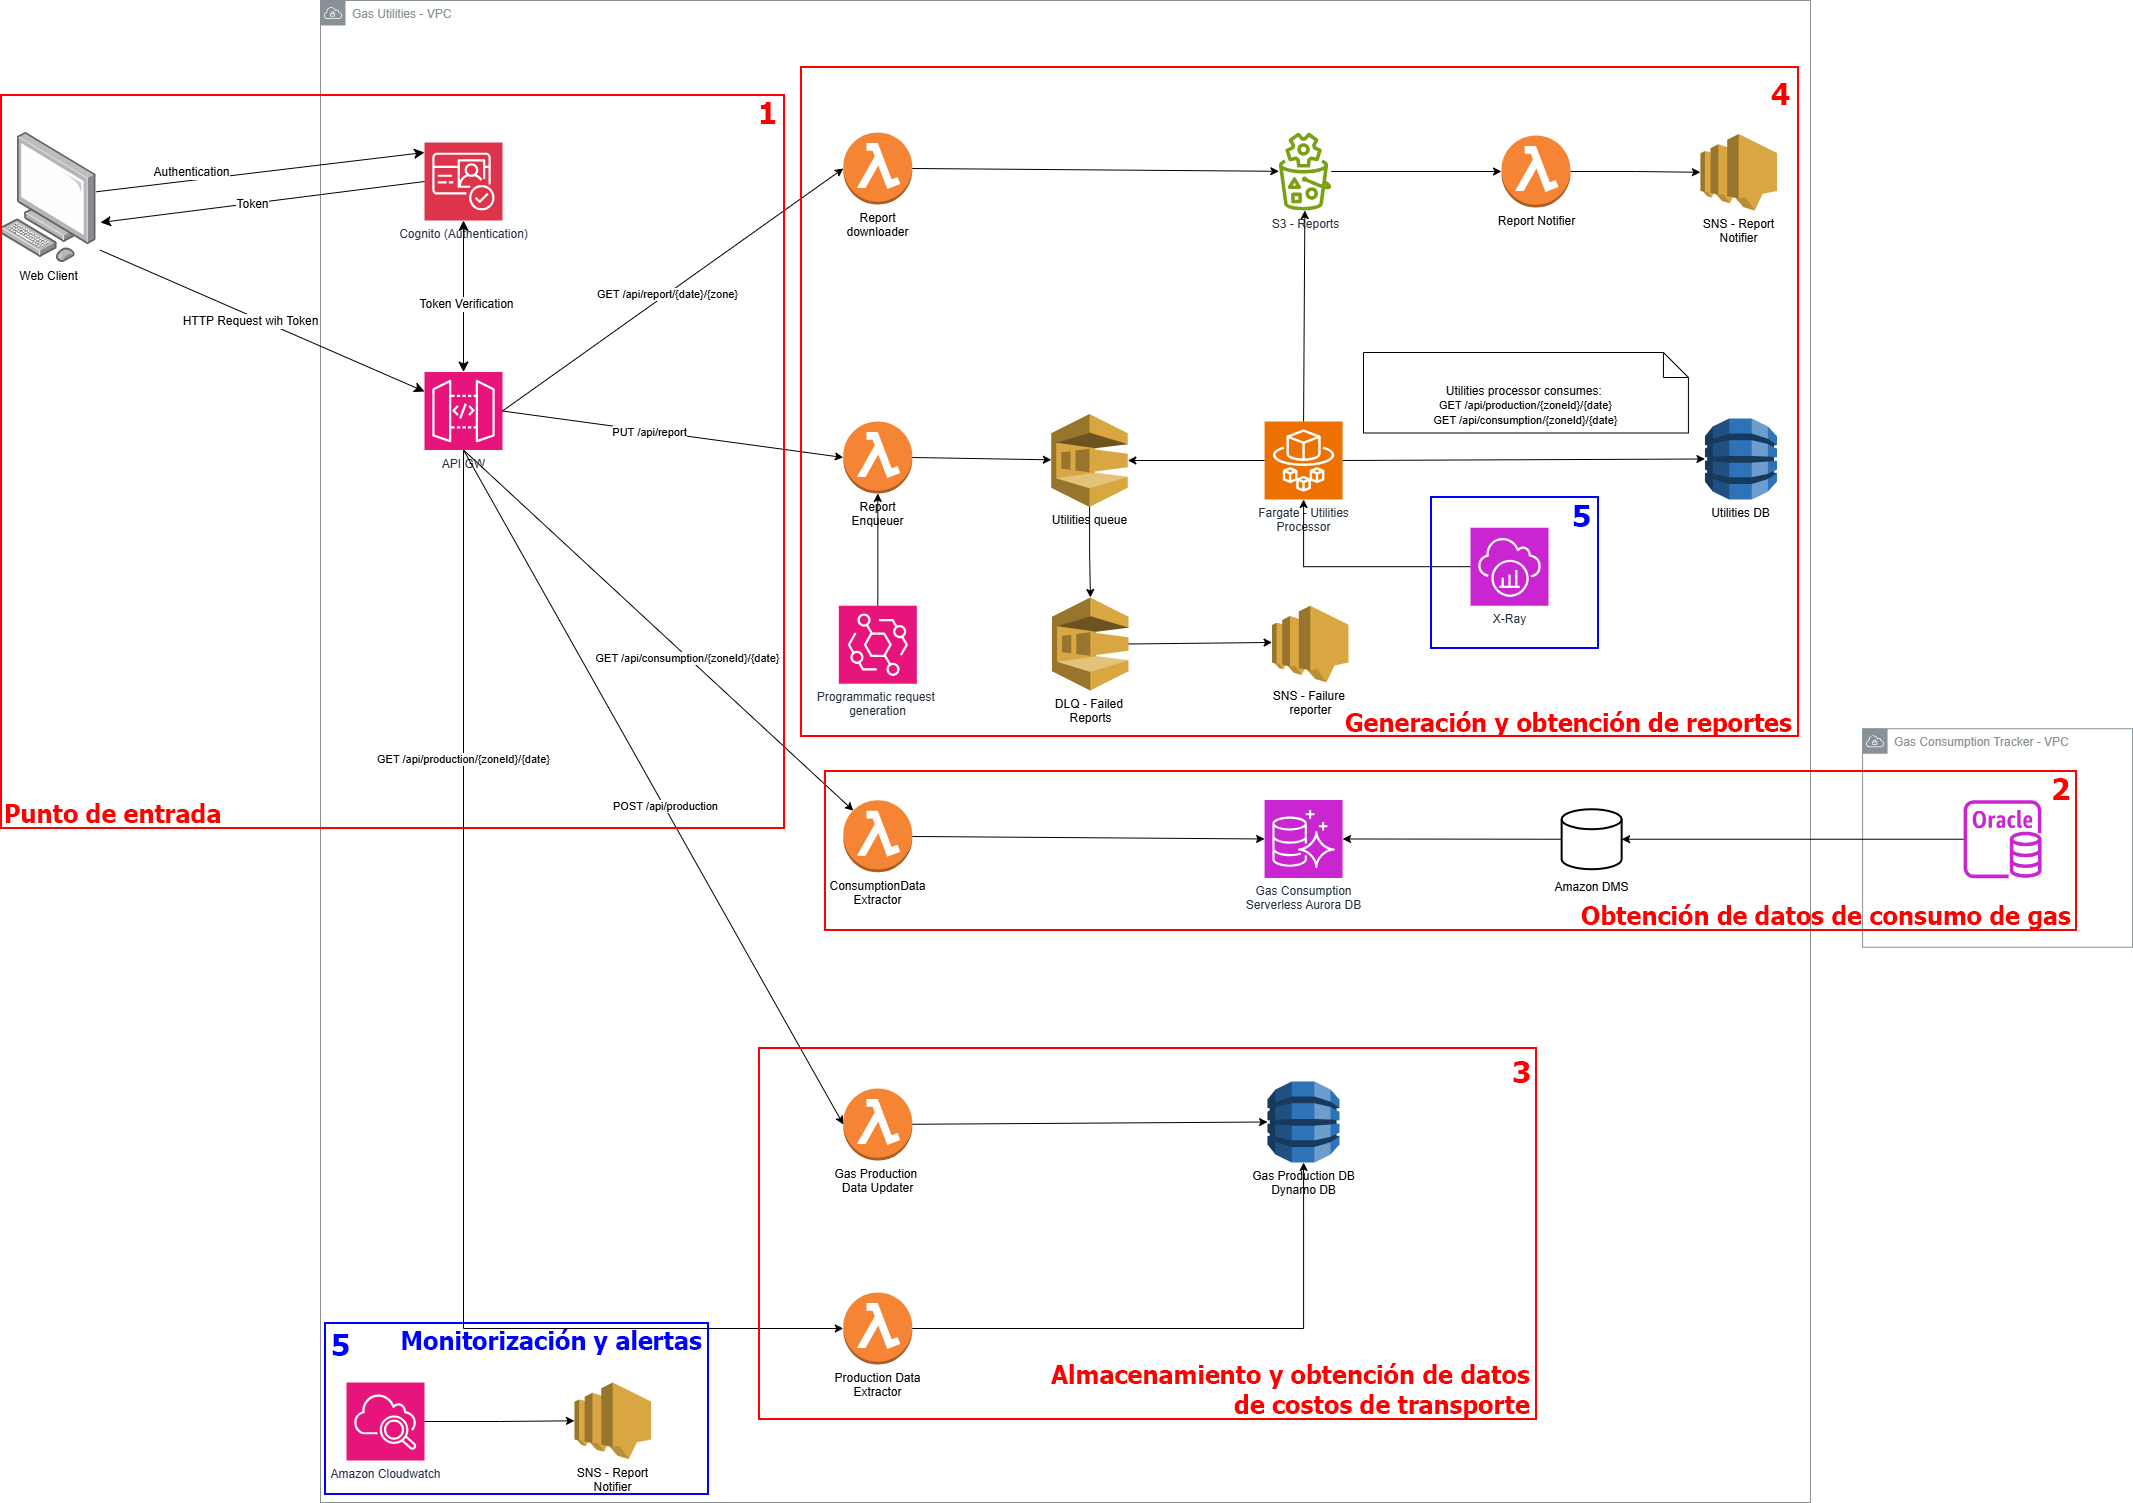 Gas Utilities - VPC
1
Authentication
Token
Cognito (Authentication)
Web Client
Token Verification
HTTP Request wih Token
API GW
GET /api/report/{date}/{zone}
PUT /api/report
GET /api/consumption/{zoneId}/{date}
GET /api/production/{zoneId}/{date}
POST /api/production
Punto de entrada
4
Report
downloader
S3 - Reports
Report Notifier
SNS - Report
Notifier
Utilities processor consumes:
GET /api/production/{zoneId}/{date}
GET /api/consumption/{zoneId}/{date}
Report
Enqueuer
Utilities queue
Fargate - Utilities
Processor
Utilities DB
5
X-Ray
Programmatic request
generation
DLQ - Failed
Reports
SNS - Failure
reporter
Generación y obtención de reportes
Gas Consumption Tracker - VPC
2
Oracle
ConsumptionData
Extractor
Gas Consumption
Serverless Aurora DB
Amazon DMS
Obtención de datos de consumo de gas
3
Gas Production
Data Updater
Gas Production DB
Dynamo DB
Production Data
Extractor
Almacenamiento y obtención de datos
de costos de transporte
5
Monitorización y alertas
Amazon Cloudwatch
SNS - Report
Notifier